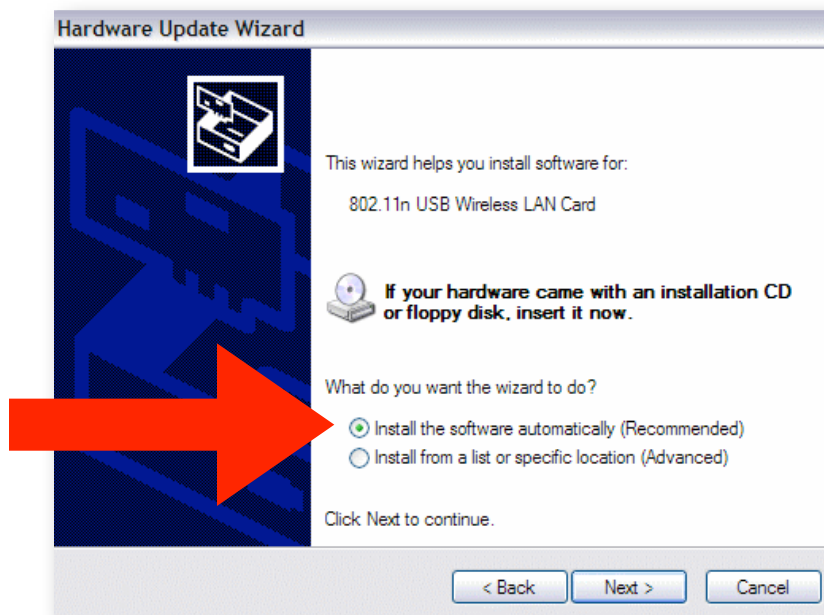 Hardware Update Wizard
This wizard helps you install software for:
802.11n USB Wireless LAN Card
If your hardware came with an installation CD
or floppy disk, insert it now.
What do you want the wizard to do?
Install the software automatically (Recommended)
Install from a list or specific location (Advanced)
Click Next to continue.
< Back
Next >
Cancel